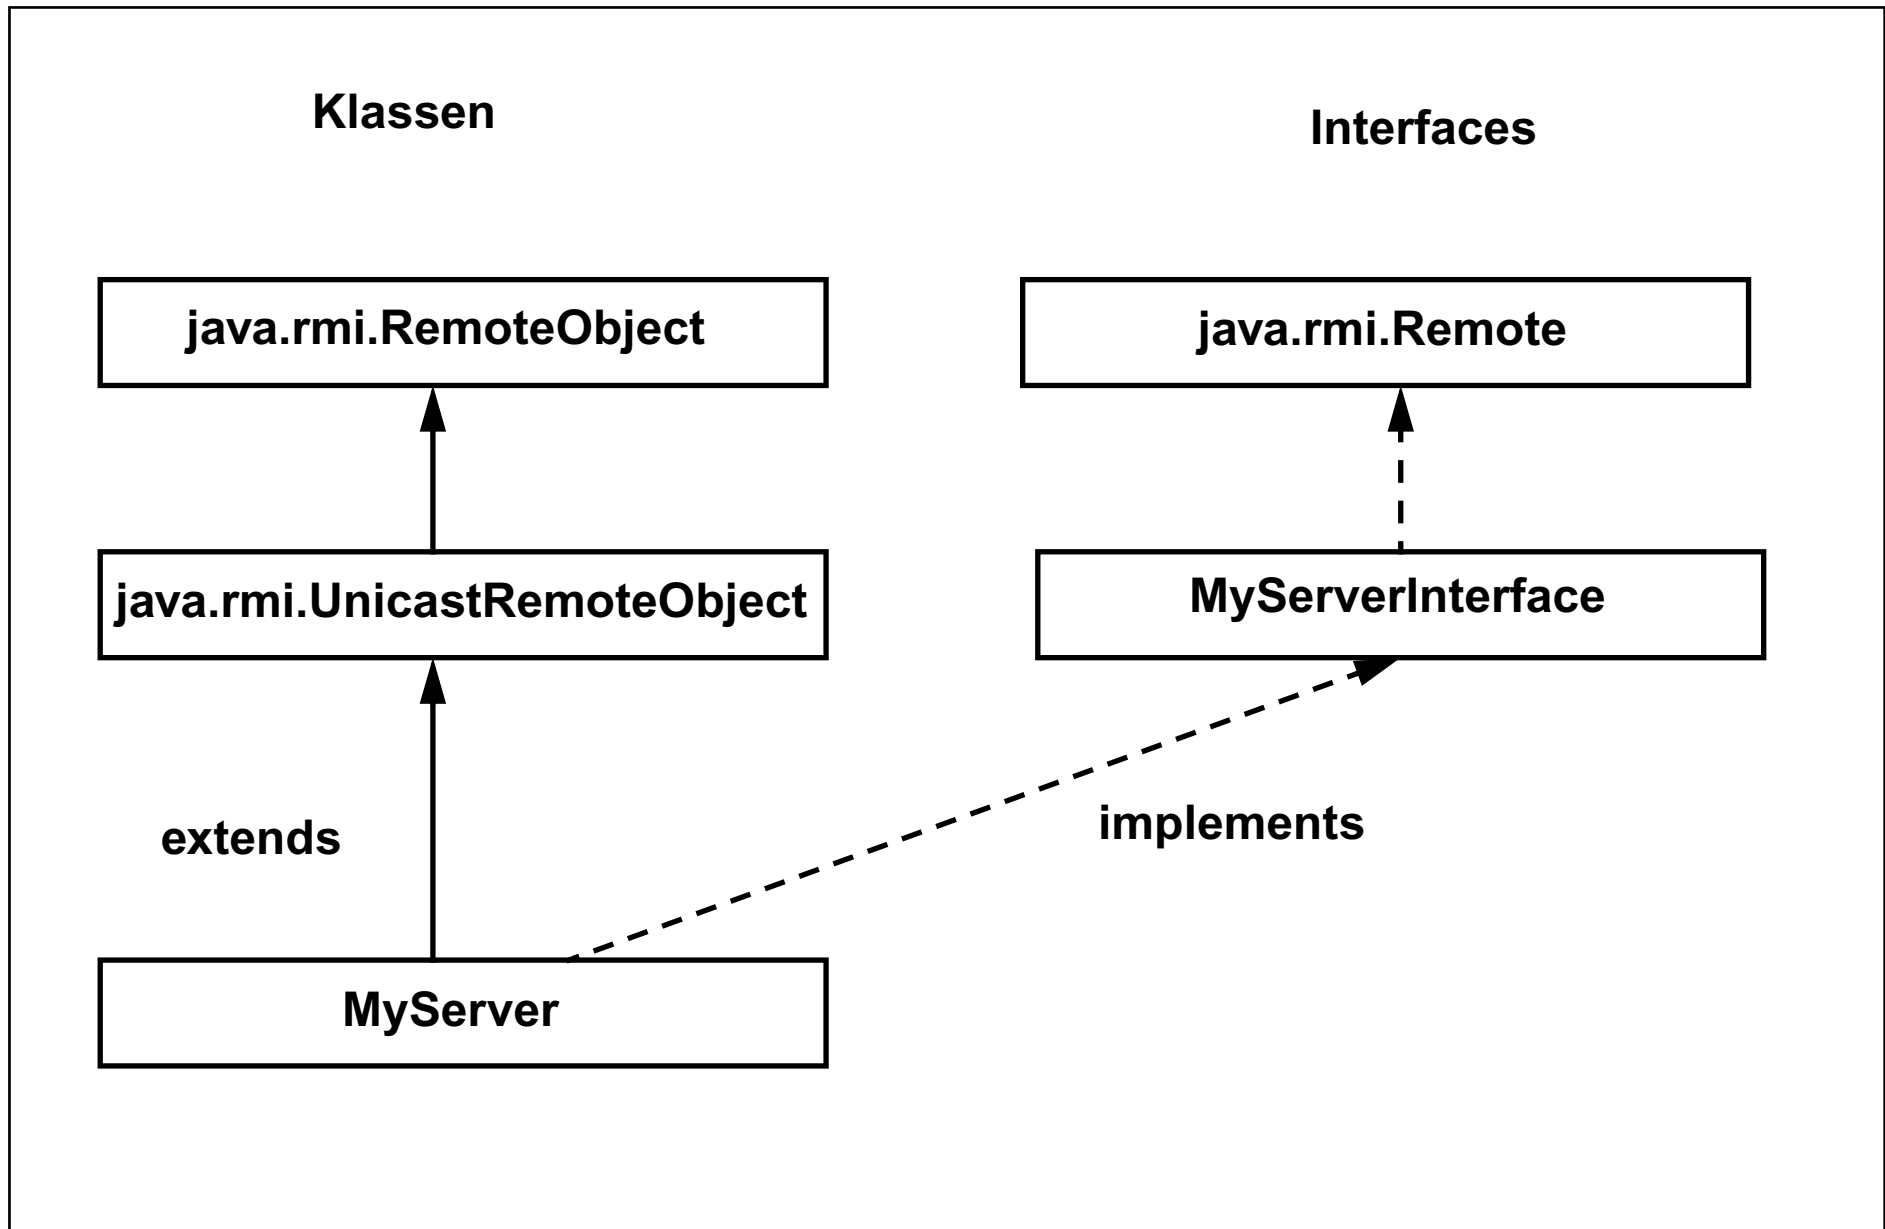 Klassen
Interfaces
java.rmi.RemoteObject
java.rmi.Remote
java.rmi.UnicastRemoteObject
MyServerInterface
extends
implements
MyServer